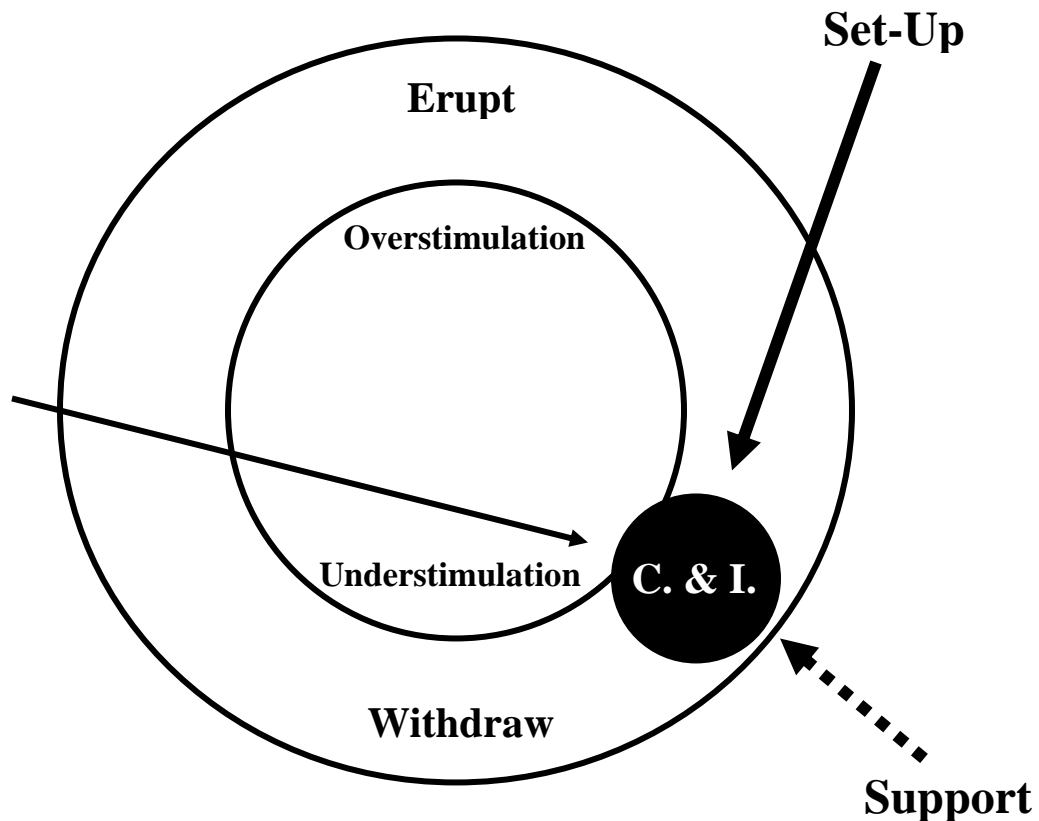 Set-Up
Erupt
Overstimulation
Understimulation
C. & I.
Withdraw
Support